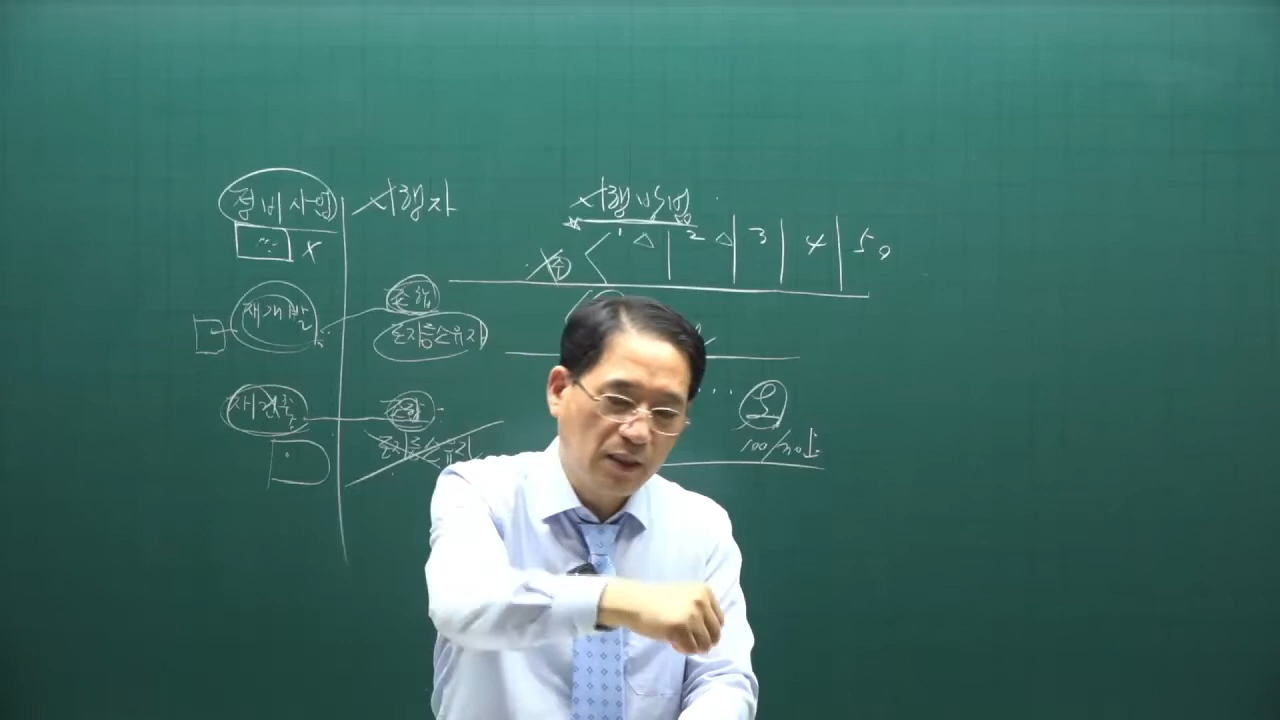 정비사업 시행자 시행방법
주 1 2 3 4 5
재개발 조합
토지등소유자
재건축 조합
토지등소유자
100/30上